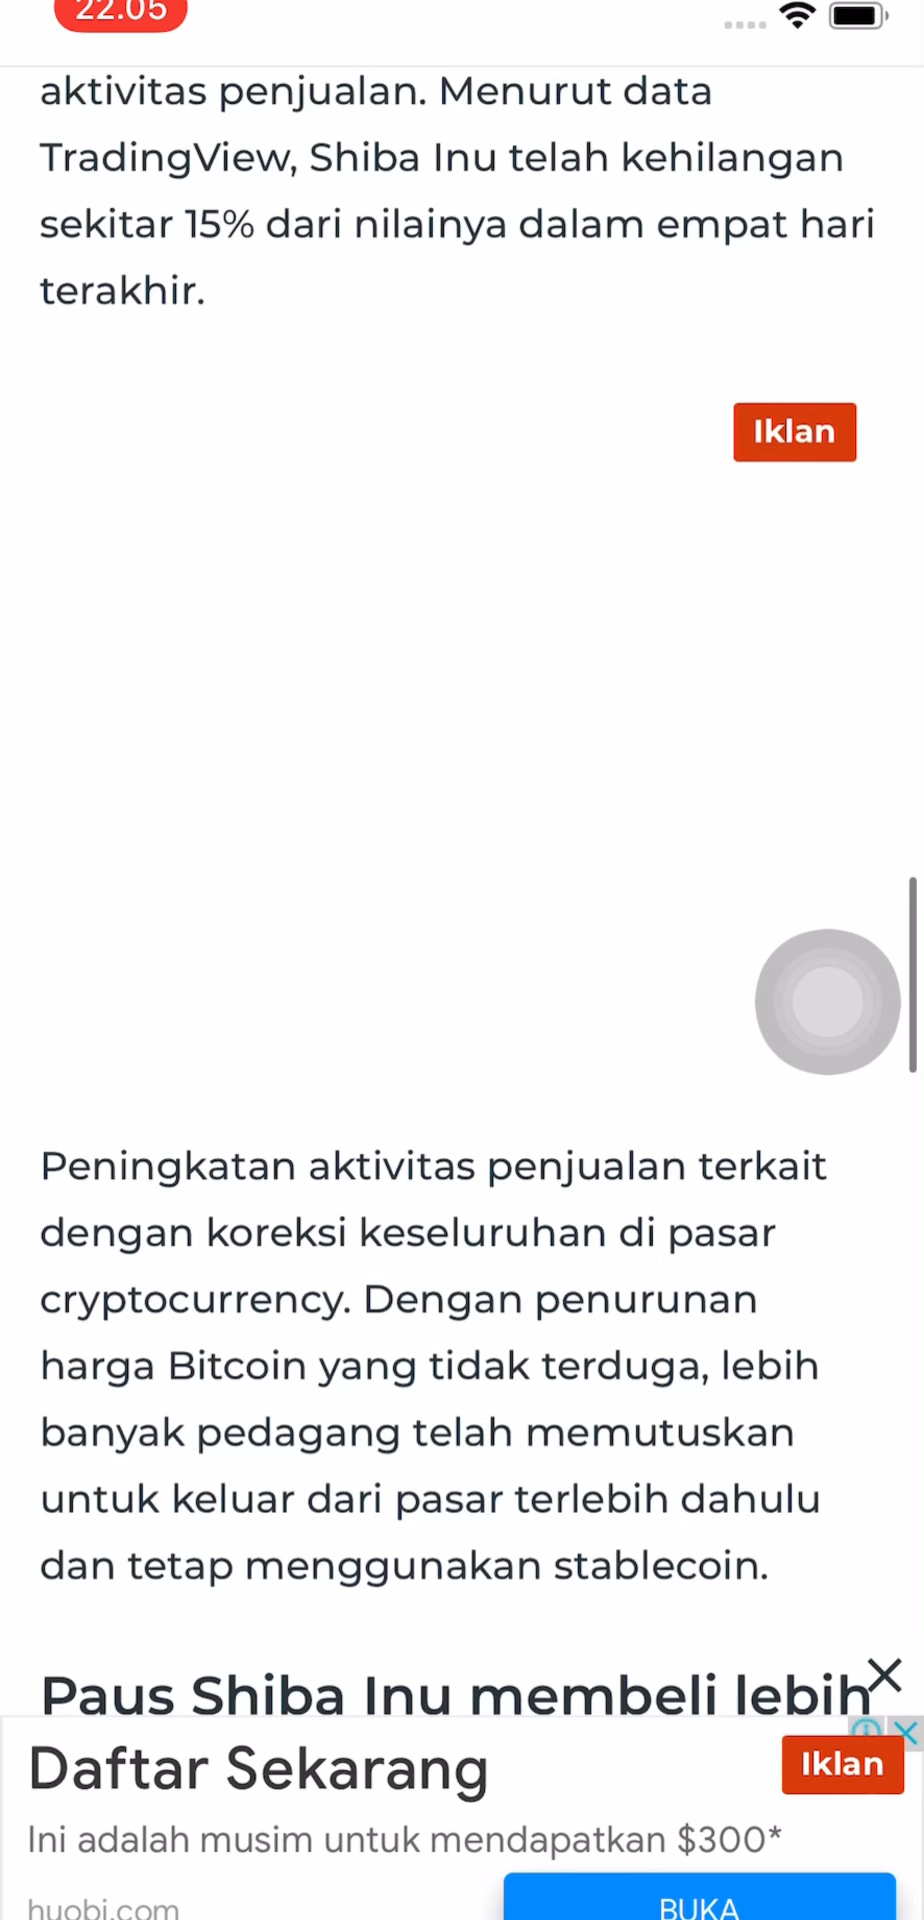 22.05
aktivitas penjualan. Menurut data
TradingView, Shiba Inu telah kehilangan
sekitar 15% dari nilainya dalam empat hari
terakhir.
Iklan
Peningkatan aktivitas penjualan terkait
dengan koreksi keseluruhan di pasar
cryptocurrency. Dengan penurunan
harga Bitcoin yang tidak terduga, lebih
banyak pedagang telah memutuskan
untuk keluar dari pasar terlebih dahulu
dan tetap menggunakan stablecoin.
Paus Shiba Inu membeli lebih
Daftar Sekarang
Iklan
Ini adalah musim untuk mendapatkan $300*
huobi.com
BUKA